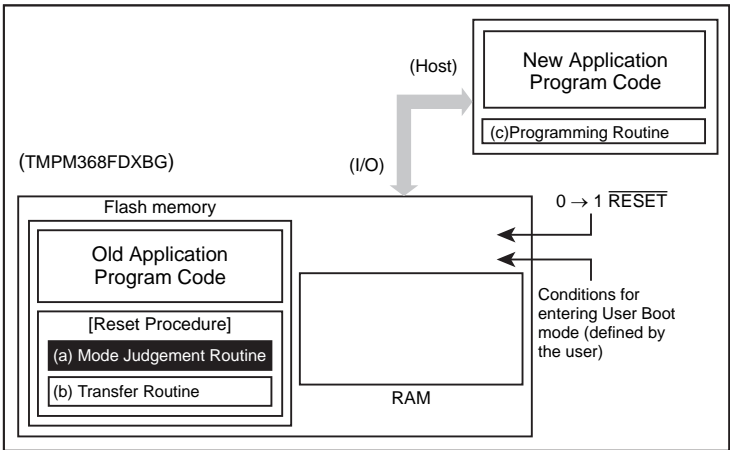 New Application
Program Code
(c)Programming Routine
(Host)
(I/O)
(TMPM368FDXBG)
Flash memory
Old Application
Program Code
[Reset Procedure]
(a) Mode Judgement Routine
(b) Transfer Routine
RAM
0 → 1 R̅E̅S̅E̅T̅
Conditions for
entering User Boot
mode (defined by
the user)